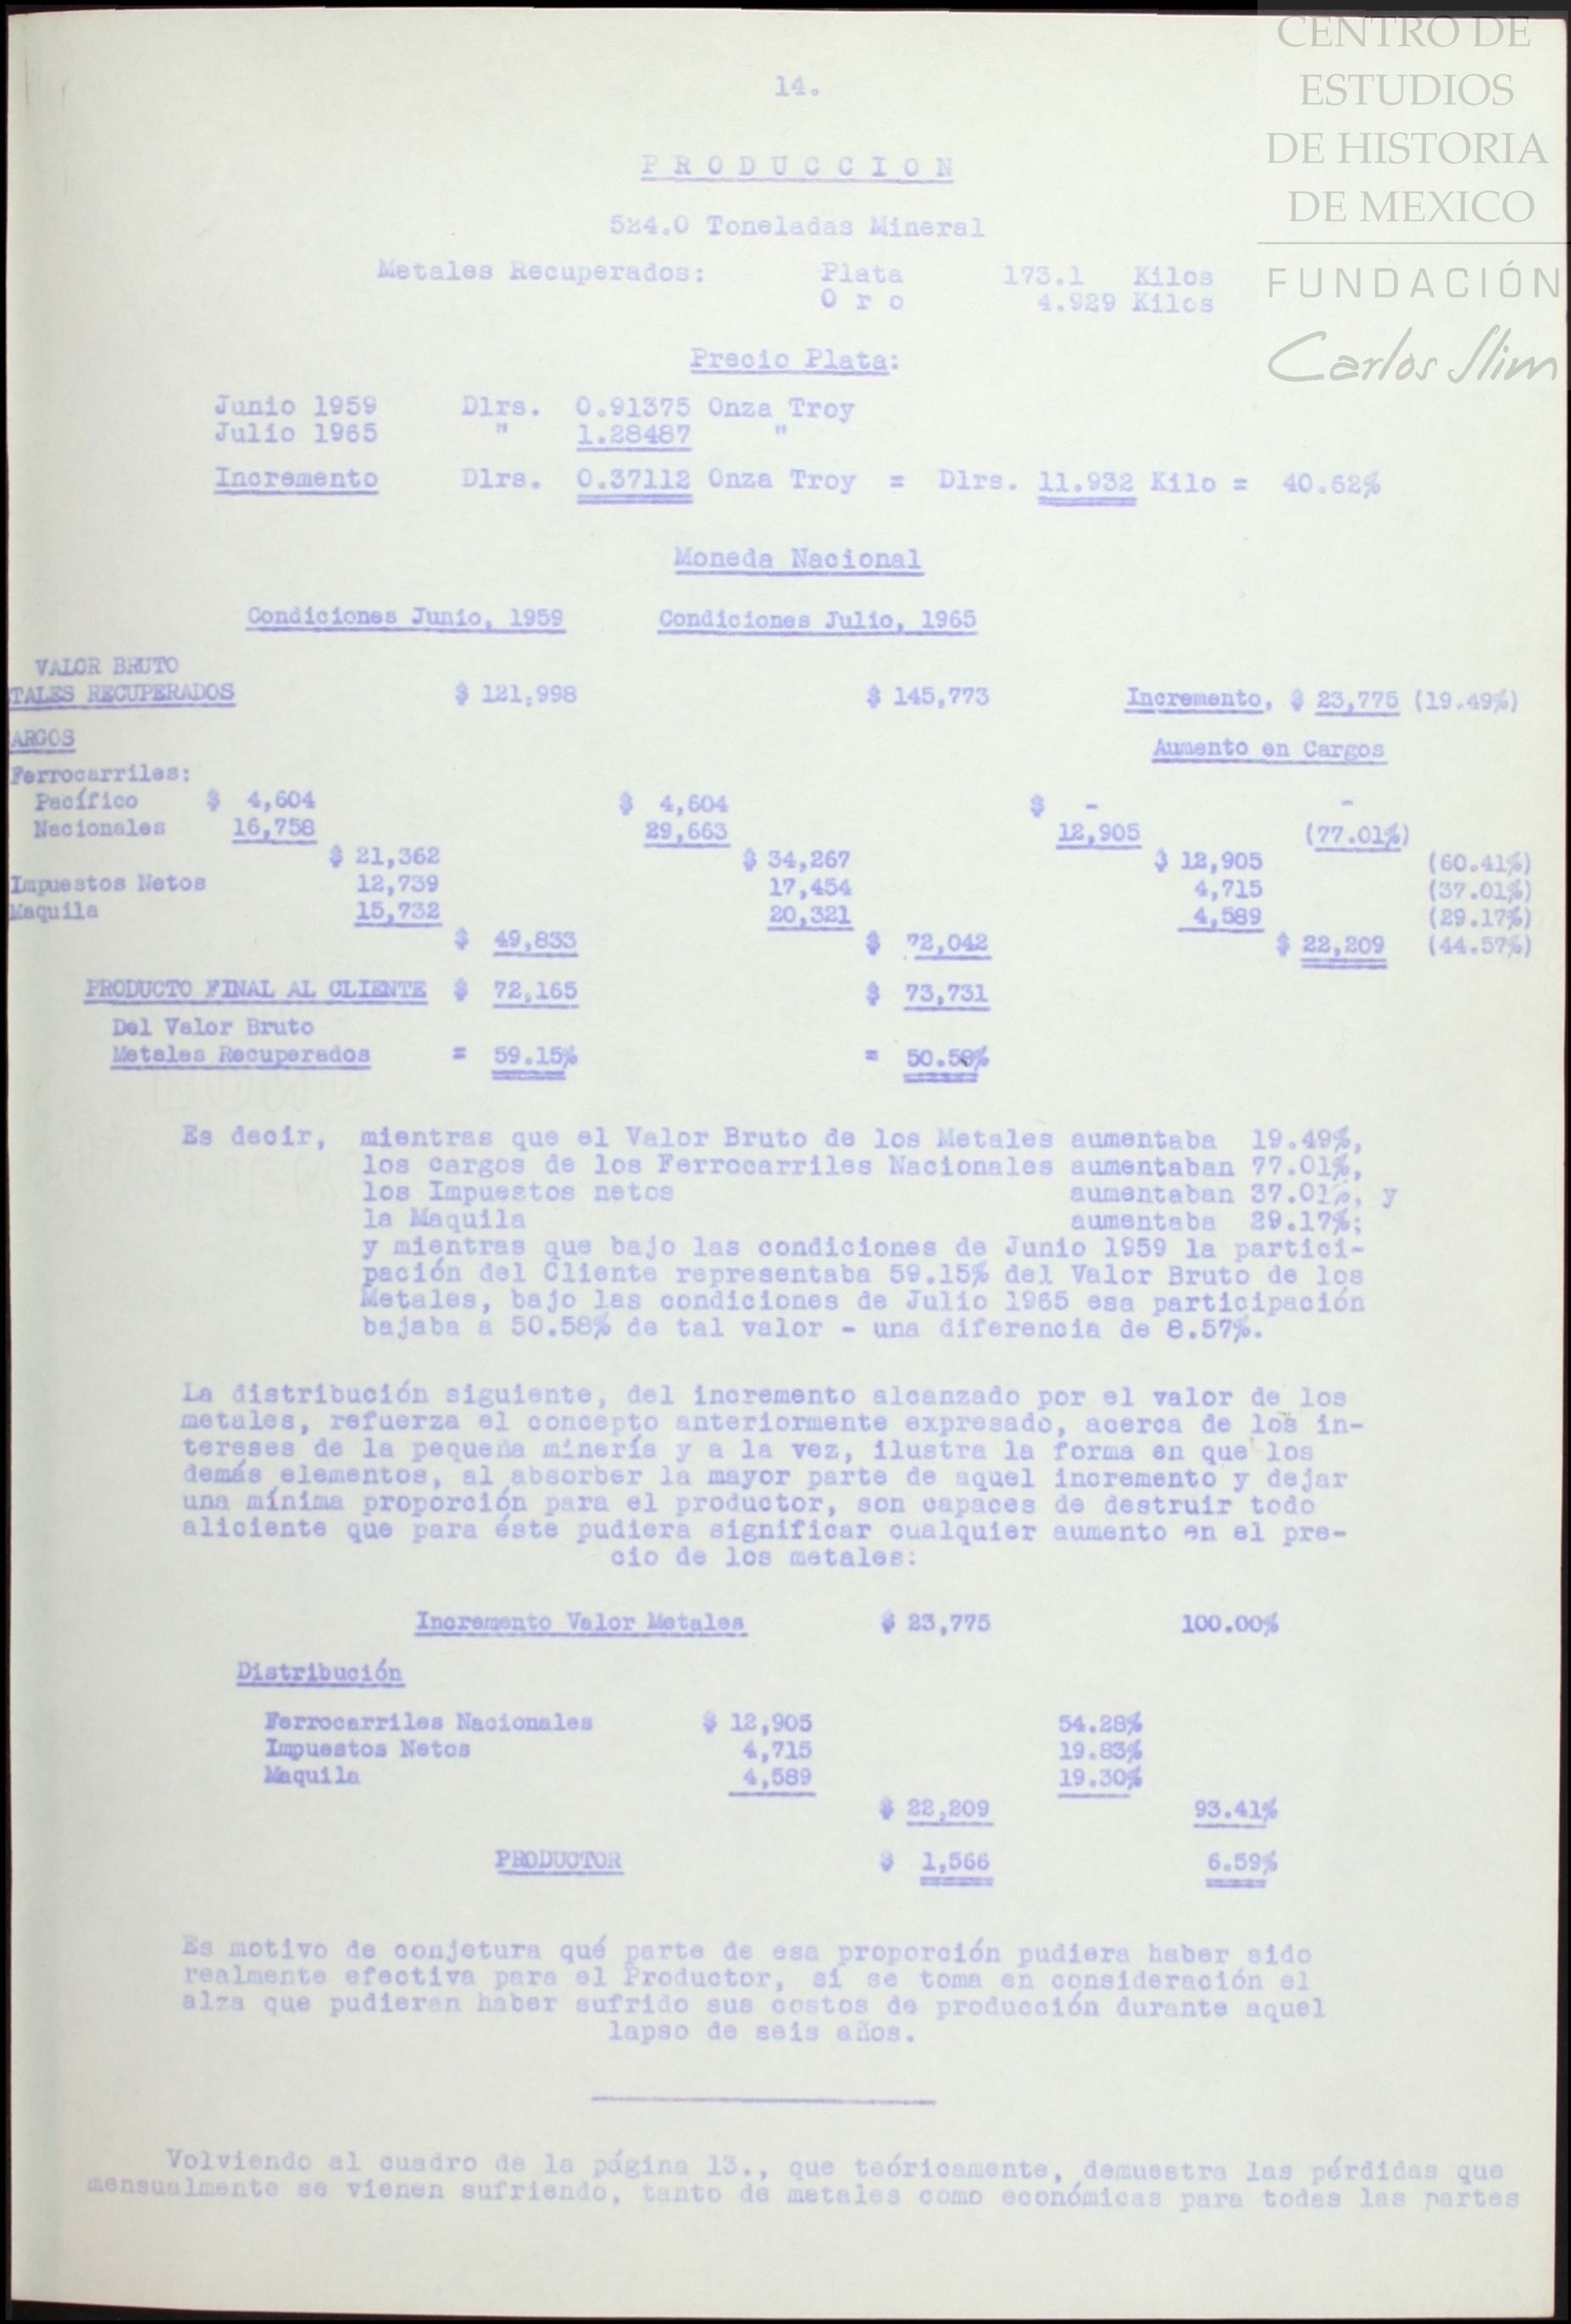 CENTRO DE
ESTUDIOS
DE HISTORIA
DE MEXICO
FUNDACIÓN
Carlos Slim
14.
PRODUCCION
524.0 Toneladas Mineral
Metales Recuperados: Plata 173.1 Kilos
Oro 4.929 Kilos
Precio Plata:
Junio 1959 Dlrs. 0.91375 Onza Troy
Julio 1965 " 1.28487 "
Incremento Dlrs. 0.37112 Onza Troy = Dlrs. 11.932 Kilo = 40.62%
Moneda Nacional
Condiciones Junio, 1959 Condiciones Julio, 1965
VALOR BRUTO
TALES RECUPERADOS $ 121,998 $ 145,773 Incremento, $ 23,775 (19.49%)
ARGOS
Aumento en Cargos
Ferrocarriles:
Pacífico $ 4,604 $ 4,604 $ - -
Nacionales 16,758 29,663 12,905 (77.01%)
$ 21,362 $ 34,267 $ 12,905 (60.41%)
Impuestos Netos 12,739 17,454 4,715 (37.01%)
Maquila 15,732 20,321 4,589 (29.17%)
$ 49,833 $ 72,042 $ 22,209 (44.57%)
PRODUCTO FINAL AL CLIENTE $ 72,165 $ 73,731
Del Valor Bruto
Metales Recuperados = 59.15% = 50.58%
Es decir, mientras que el Valor Bruto de los Metales aumentaba 19.49%,
los cargos de los Ferrocarriles Nacionales aumentaban 77.01%,
los Impuestos netos aumentaban 37.01%, y
la Maquila aumentaba 29.17%;
y mientras que bajo las condiciones de Junio 1959 la partici-
pación del Cliente representaba 59.15% del Valor Bruto de los
Metales, bajo las condiciones de Julio 1965 esa participación
bajaba a 50.58% de tal valor - una diferencia de 8.57%.
La distribución siguiente, del incremento alcanzado por el valor de los
metales, refuerza el concepto anteriormente expresado, acerca de los in-
tereses de la pequeña minería y a la vez, ilustra la forma en que los
demás elementos, al absorber la mayor parte de aquel incremento y dejar
una mínima proporción para el productor, son capaces de destruir todo
aliciente que para éste pudiera significar cualquier aumento en el pre-
cio de los metales:
Incremento Valor Metales $ 23,775 100.00%
Distribución
Ferrocarriles Nacionales $ 12,905 54.28%
Impuestos Netos 4,715 19.83%
Maquila 4,589 19.30%
$ 22,209 93.41%
PRODUCTOR $ 1,566 6.59%
Es motivo de conjetura qué parte de esa proporción pudiera haber sido
realmente efectiva para el Productor, si se toma en consideración el
alza que pudieran haber sufrido sus costos de producción durante aquel
lapso de seis años.
Volviendo al cuadro de la página 13., que teóricamente, demuestra las pérdidas que
mensualmente se vienen sufriendo, tanto de metales como económicas para todas las partes